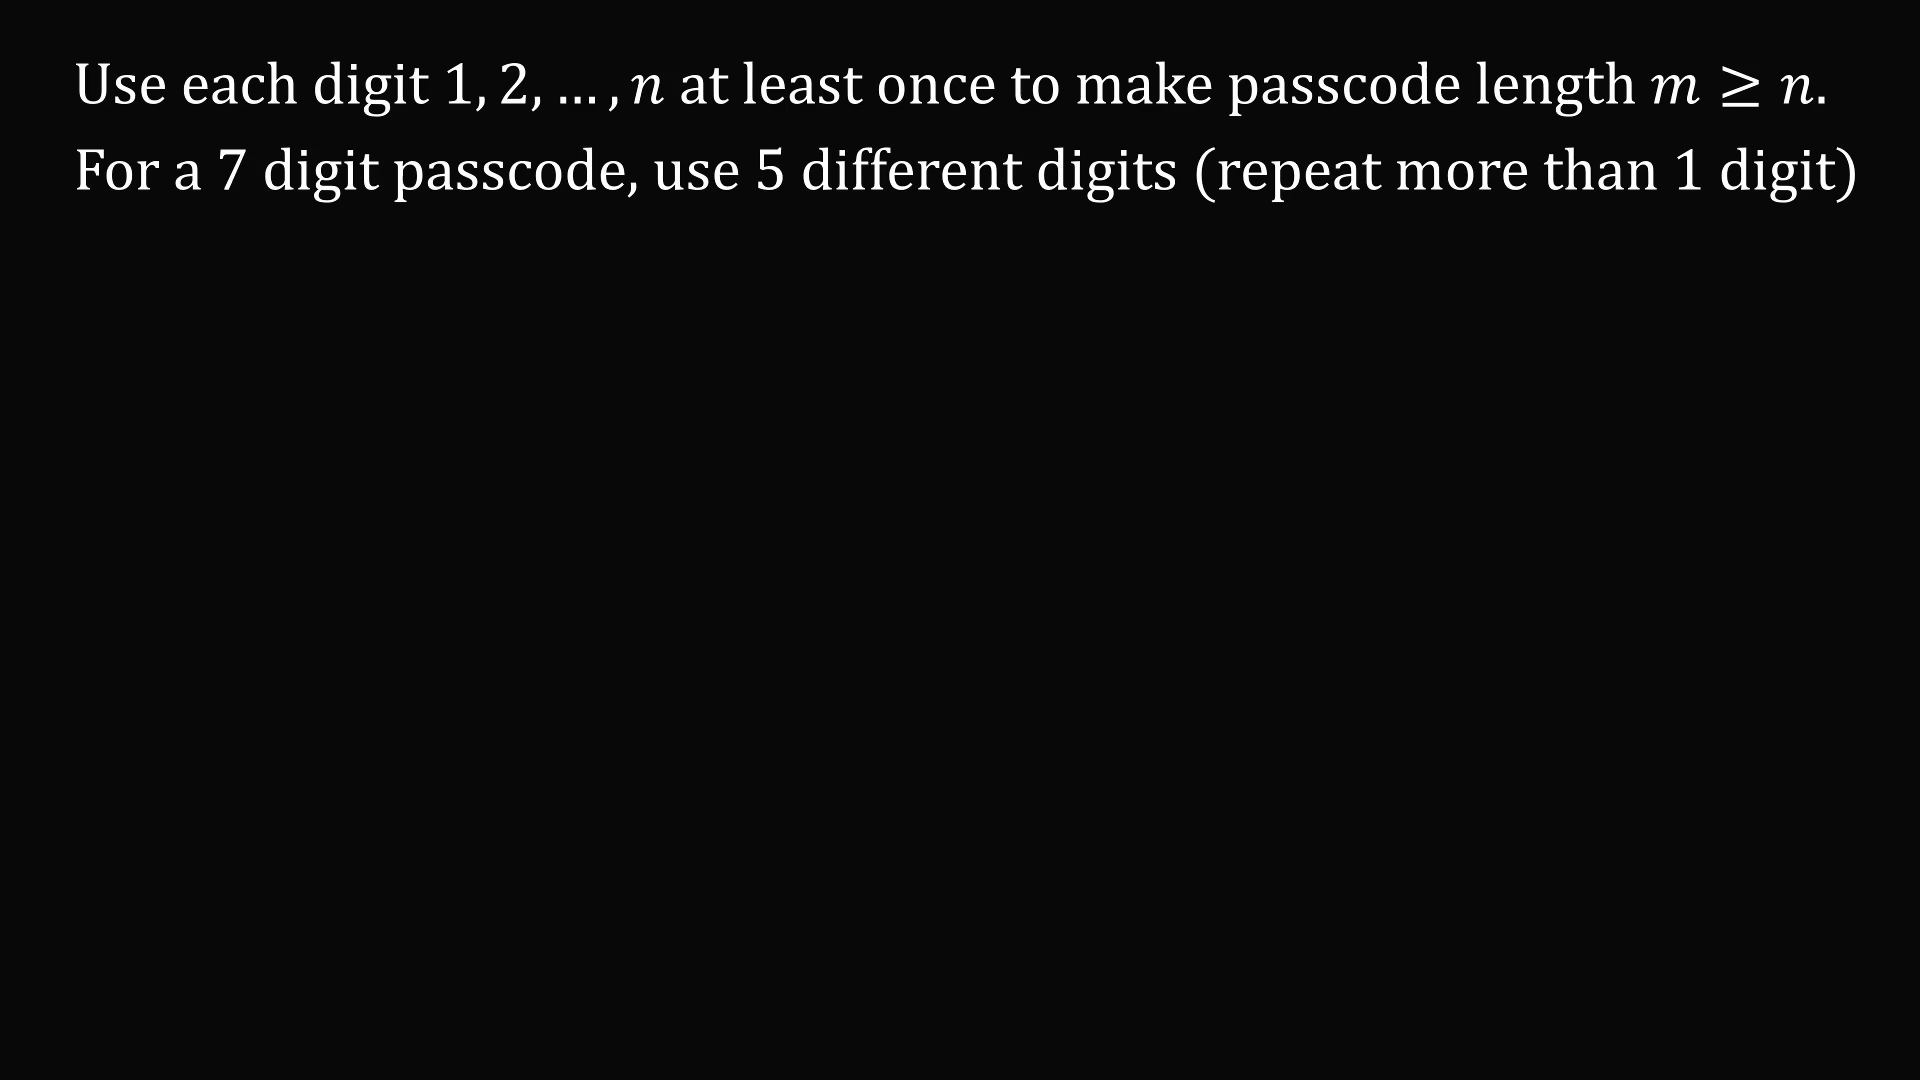 Use each digit 1, 2, … , n at least once to make passcode length m ≥ n.
For a 7 digit passcode, use 5 different digits (repeat more than 1 digit)